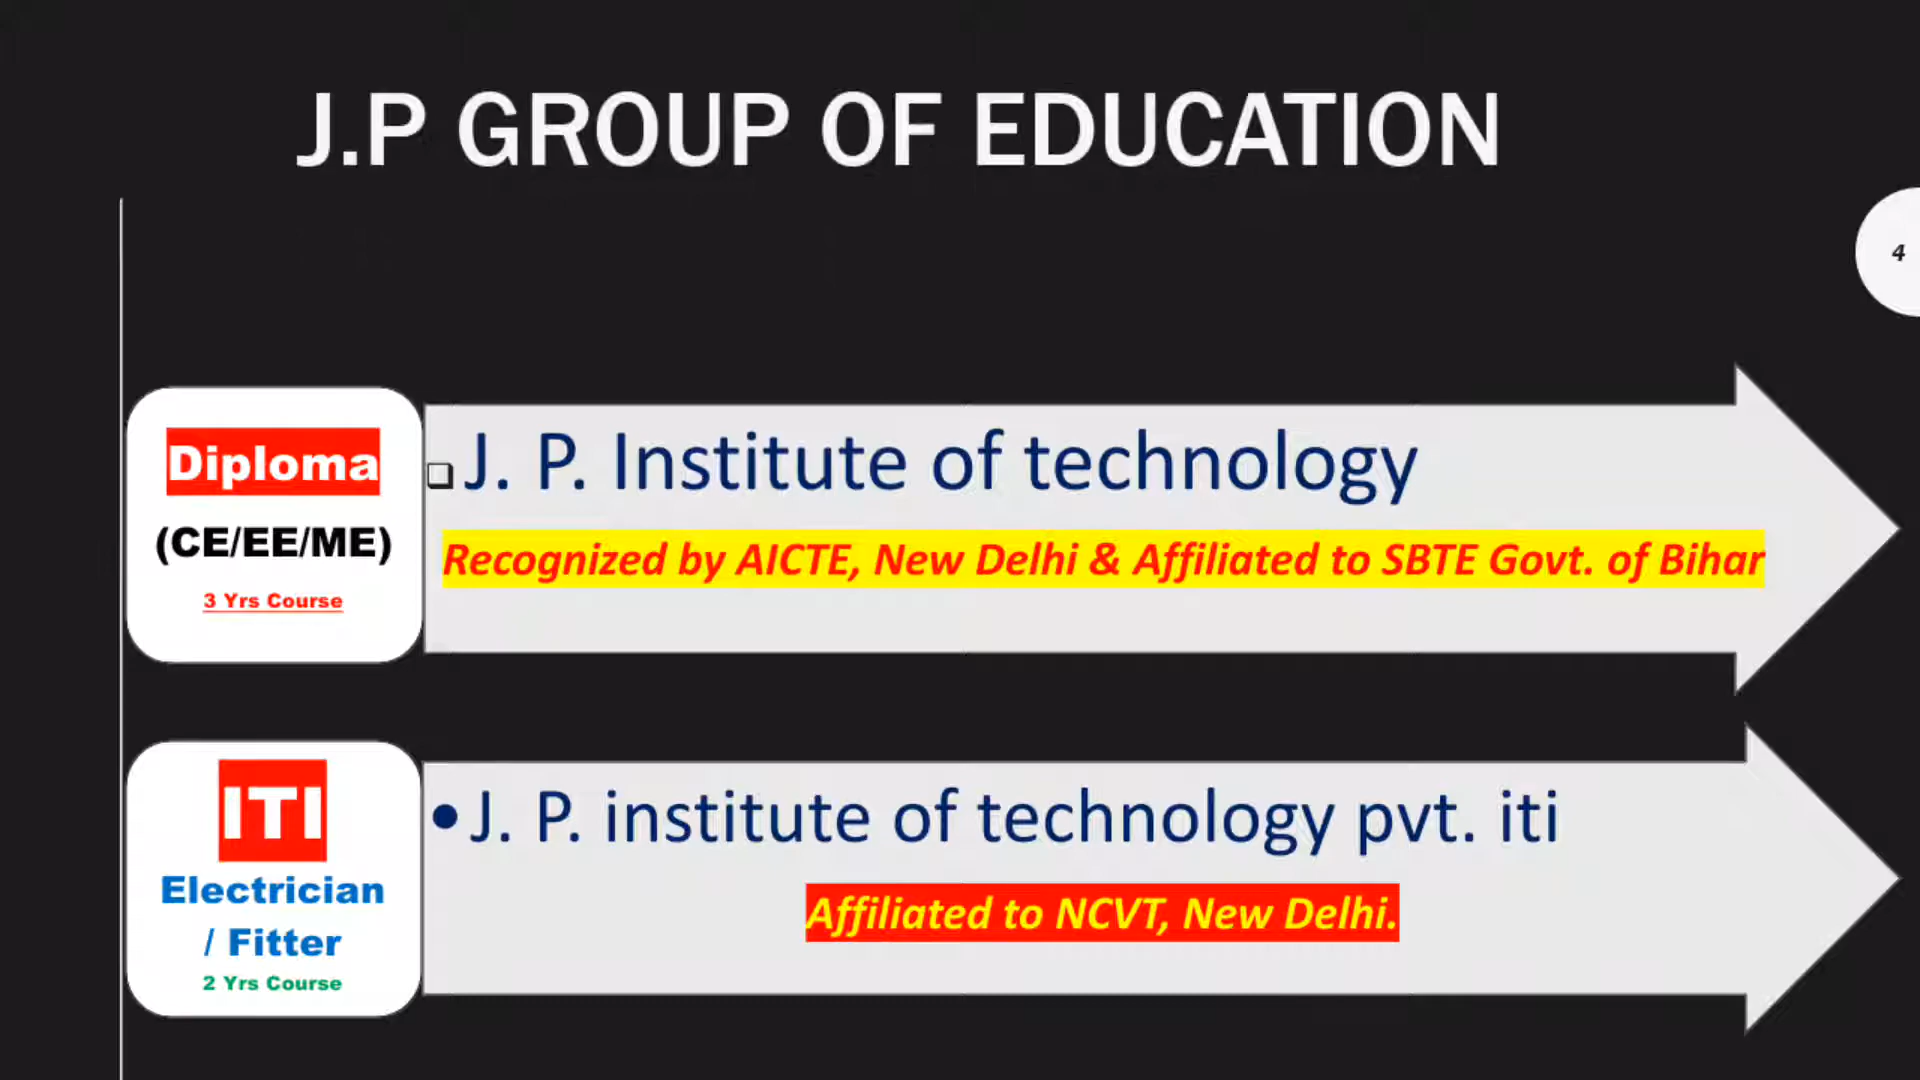 J.P GROUP OF EDUCATION
4
Diploma
(CE/EE/ME)
3 Yrs Course
J. P. Institute of technology
Recognized by AICTE, New Delhi & Affiliated to SBTE Govt. of Bihar
ITI
Electrician
/ Fitter
2 Yrs Course
•J. P. institute of technology pvt. iti
Affiliated to NCVT, New Delhi.